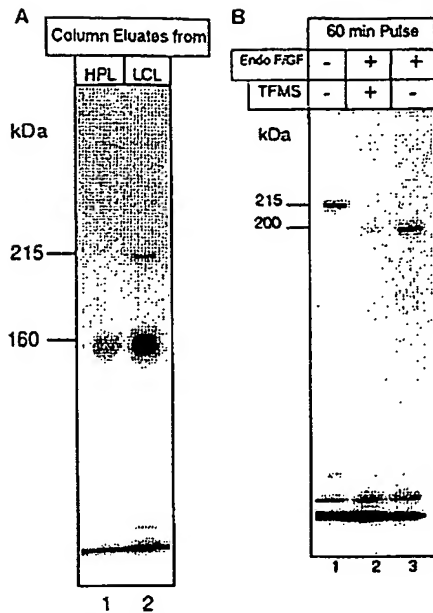 A
Column Eluates from
HPL LCL
kDa
215
160
1 2
B
60 min Pulse
Endo F/GF - + +
TFMS - + -
kDa
215
200
1 2 3